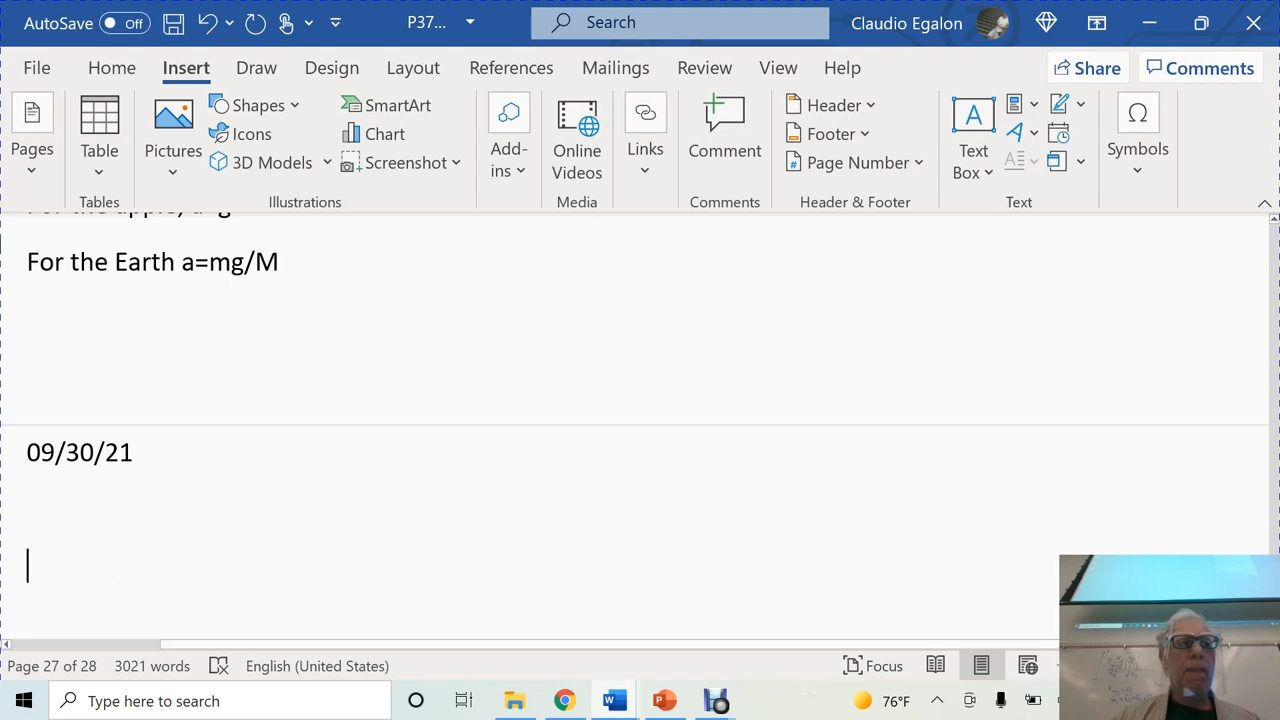 AutoSave Off P37... Search Claudio Egalon
File Home Insert Draw Design Layout References Mailings Review View Help Share Comments
Pages
Table
Pictures
Shapes
Icons
3D Models
SmartArt
Chart
Screenshot
Add-
ins
Online
Videos
Links
Comment
Header
Footer
Page Number
Text
Box
Symbols
Tables Illustrations Media Comments Header & Footer Text
For the apple, a=g
For the Earth a=mg/M
09/30/21
Page 27 of 28 3021 words English (United States) Focus
Type here to search 76°F